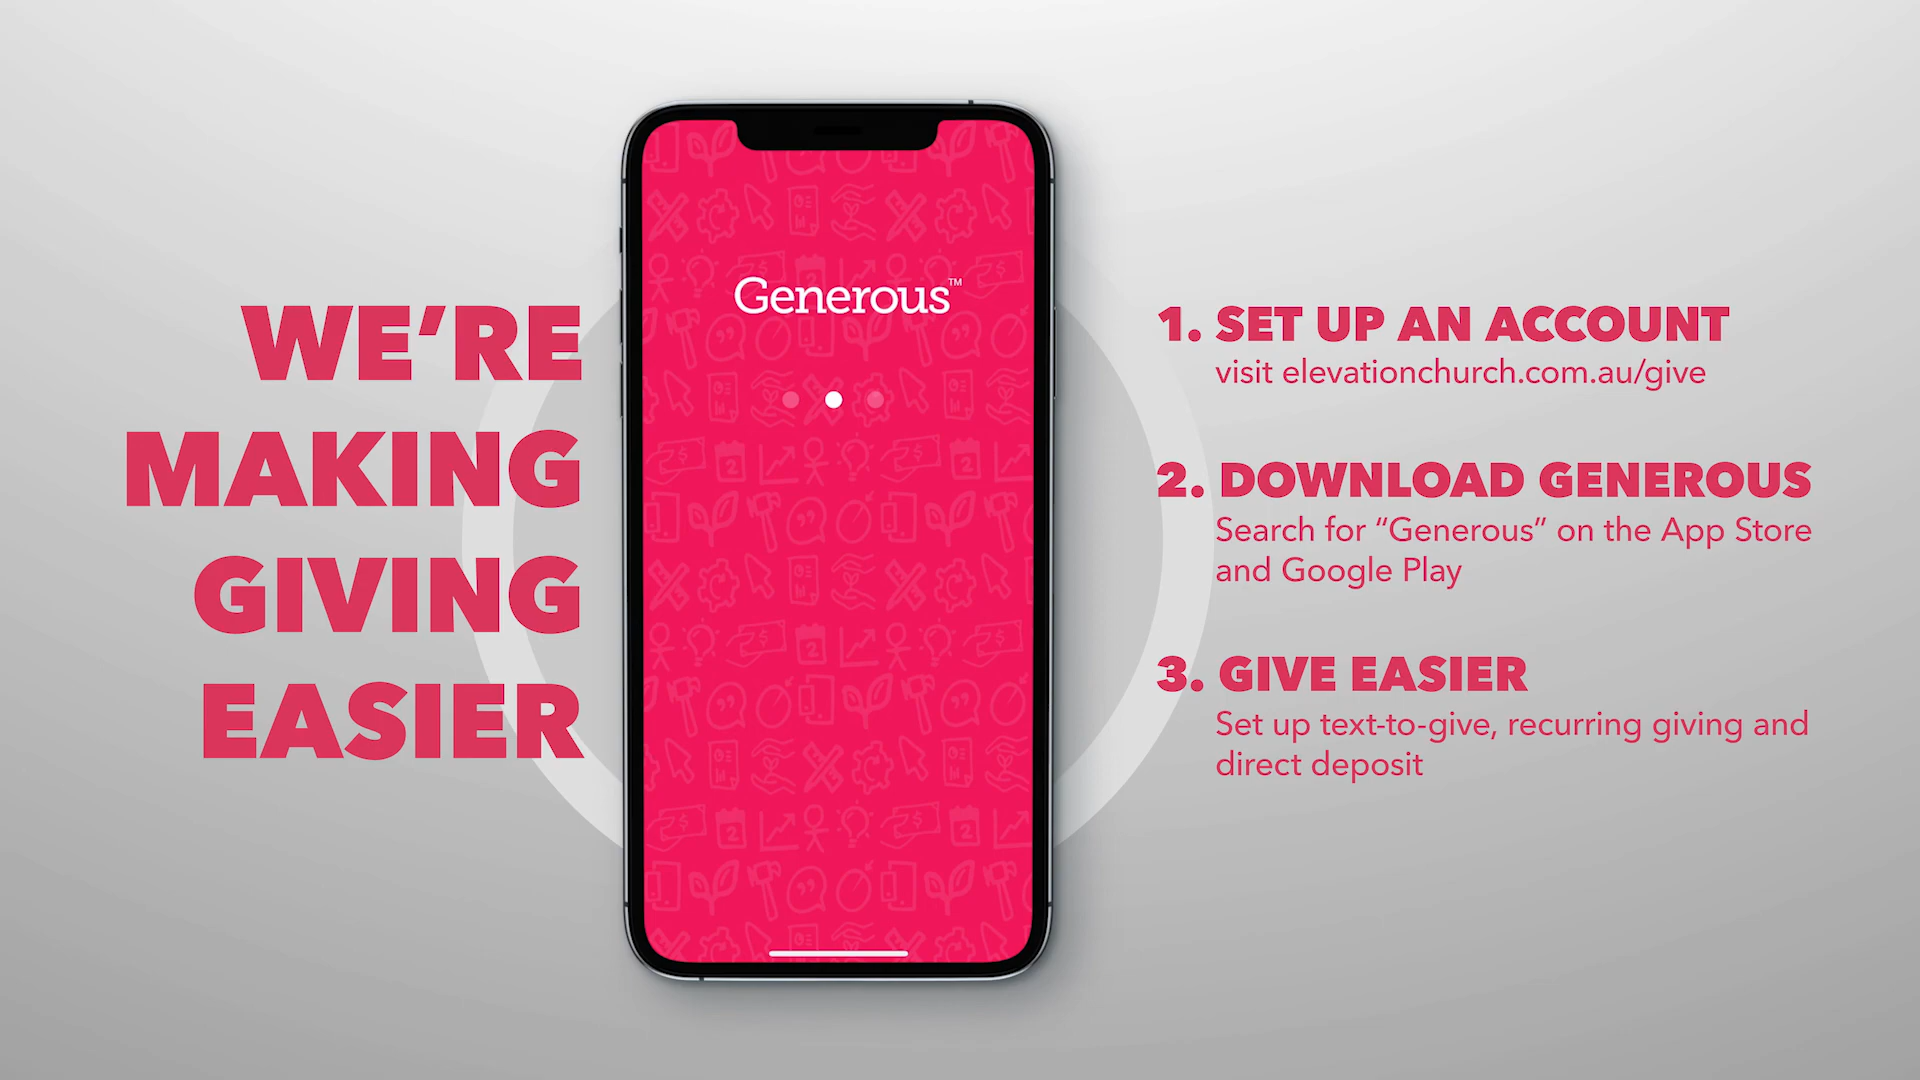 WE'RE
MAKING
GIVING
EASIER
Generous™
1. SET UP AN ACCOUNT
visit elevationchurch.com.au/give
2. DOWNLOAD GENEROUS
Search for “Generous” on the App Store
and Google Play
3. GIVE EASIER
Set up text-to-give, recurring giving and
direct deposit